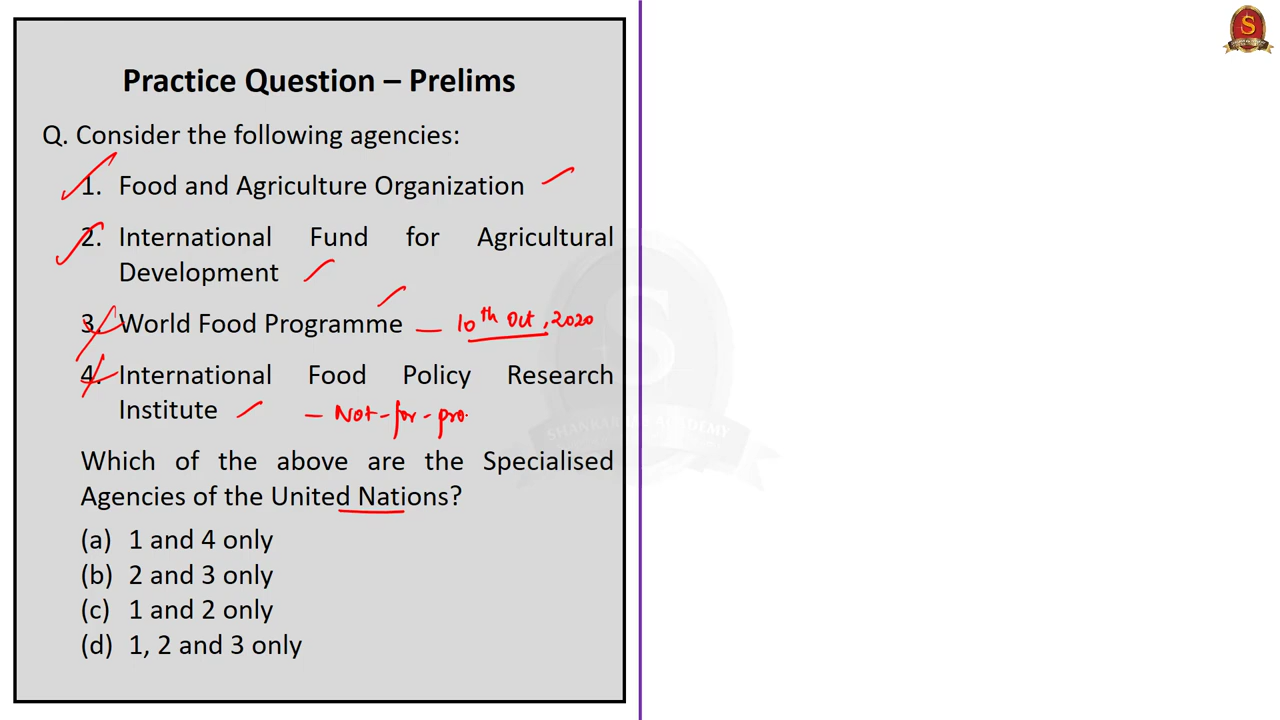 S
Practice Question – Prelims
Q. Consider the following agencies:
1. Food and Agriculture Organization
2. International Fund for Agricultural
Development
3. World Food Programme — 10th Oct, 2020
4. International Food Policy Research
Institute — Not-for-pro
Which of the above are the Specialised
Agencies of the United Nations?
(a) 1 and 4 only
(b) 2 and 3 only
(c) 1 and 2 only
(d) 1, 2 and 3 only